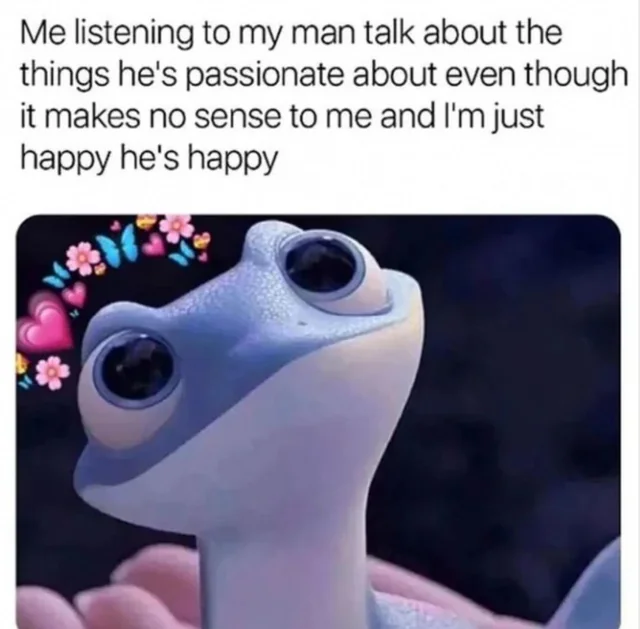 Me listening to my man talk about the
things he's passionate about even though
it makes no sense to me and I'm just
happy he's happy